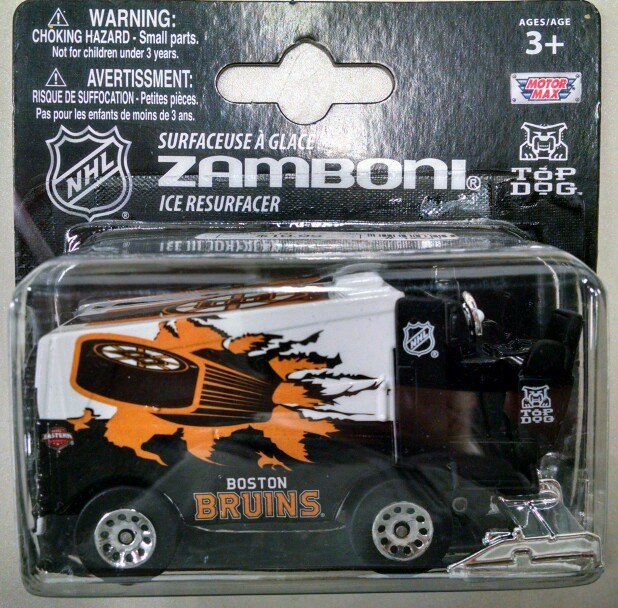 WARNING:
CHOKING HAZARD - Small parts.
Not for children under 3 years.
AVERTISSEMENT:
RISQUE DE SUFFOCATION - Petites pièces.
Pas pour les enfants de moins de 3 ans.
AGES/AGE
3+
MOTOR
MAX
NHL
®
SURFACEUSE À GLACE
ZAMBONI®
ICE RESURFACER
TOP
DOG.
NHL
®
TOP
DOG
EASTERN
BOSTON
BRUINS